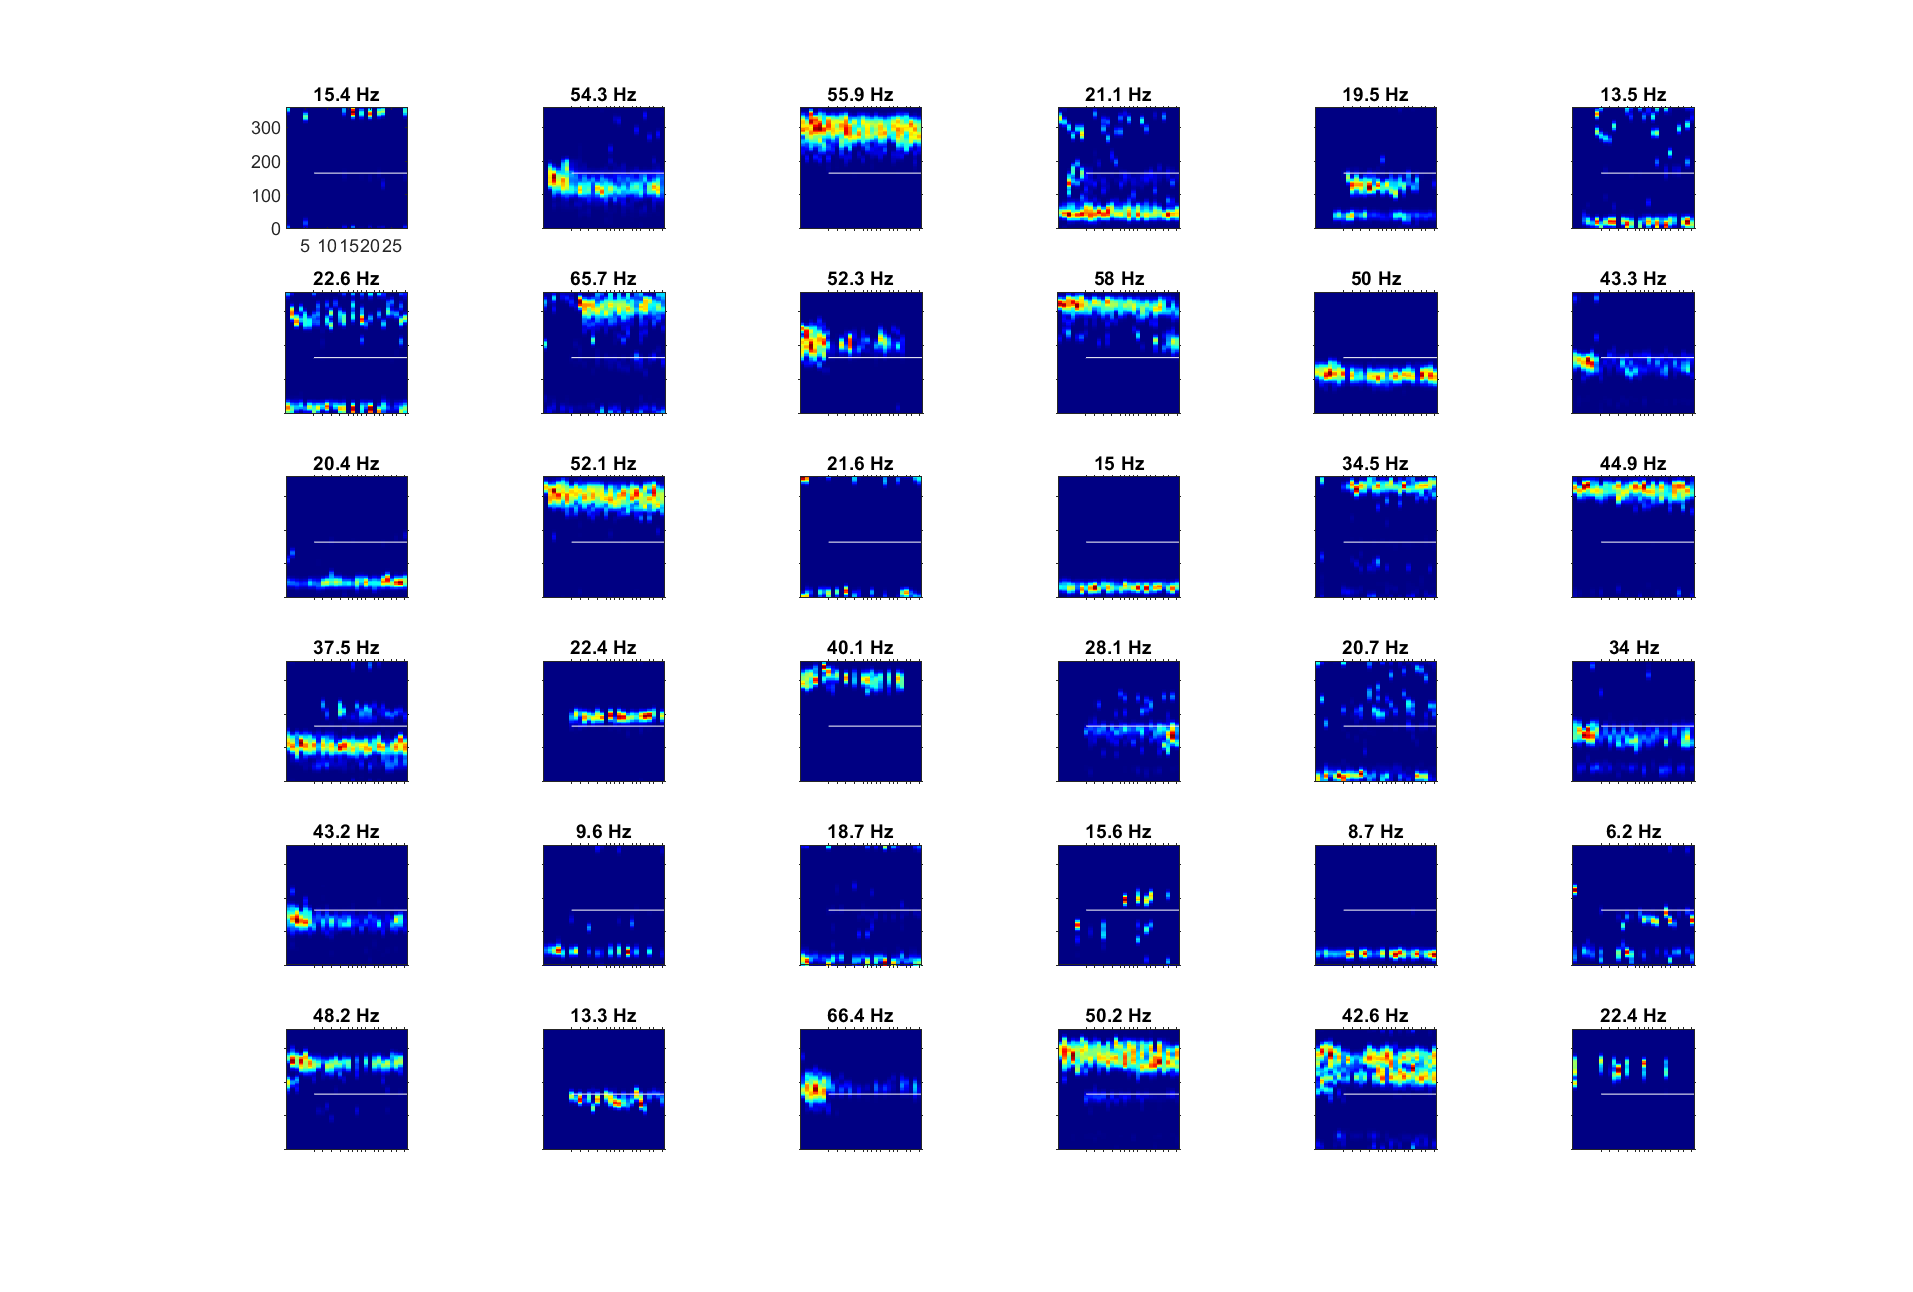 15.4 Hz 54.3 Hz 55.9 Hz 21.1 Hz 19.5 Hz 13.5 Hz
300
200
100
0
5 10 15 20 25
22.6 Hz 65.7 Hz 52.3 Hz 58 Hz 50 Hz 43.3 Hz
20.4 Hz 52.1 Hz 21.6 Hz 15 Hz 34.5 Hz 44.9 Hz
37.5 Hz 22.4 Hz 40.1 Hz 28.1 Hz 20.7 Hz 34 Hz
43.2 Hz 9.6 Hz 18.7 Hz 15.6 Hz 8.7 Hz 6.2 Hz
48.2 Hz 13.3 Hz 66.4 Hz 50.2 Hz 42.6 Hz 22.4 Hz